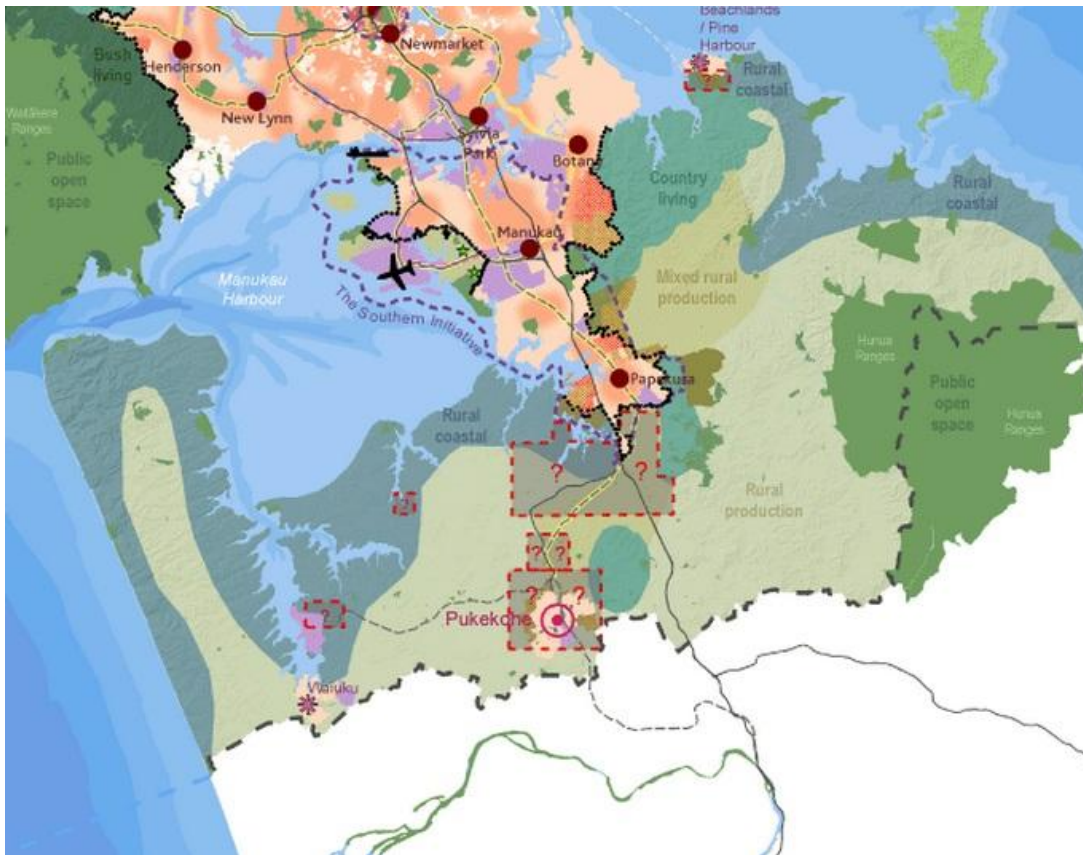 Beachlands
/ Pine
Harbour
Newmarket
Bush
living
Henderson
Rural
coastal
New Lynn
Waitakere
Ranges
Sylvia
Park
Public
open
space
Botany
Country
living
Rural
coastal
Manukau
Manukau
Harbour
Mixed rural
production
The Southern Initiative
Hunua
Ranges
Public
open
space
Papakura
Rural
coastal
Hunua
Ranges
?
?
?
?
Rural
production
?
?
?
?
?
?
Pukekohe
Waiuku